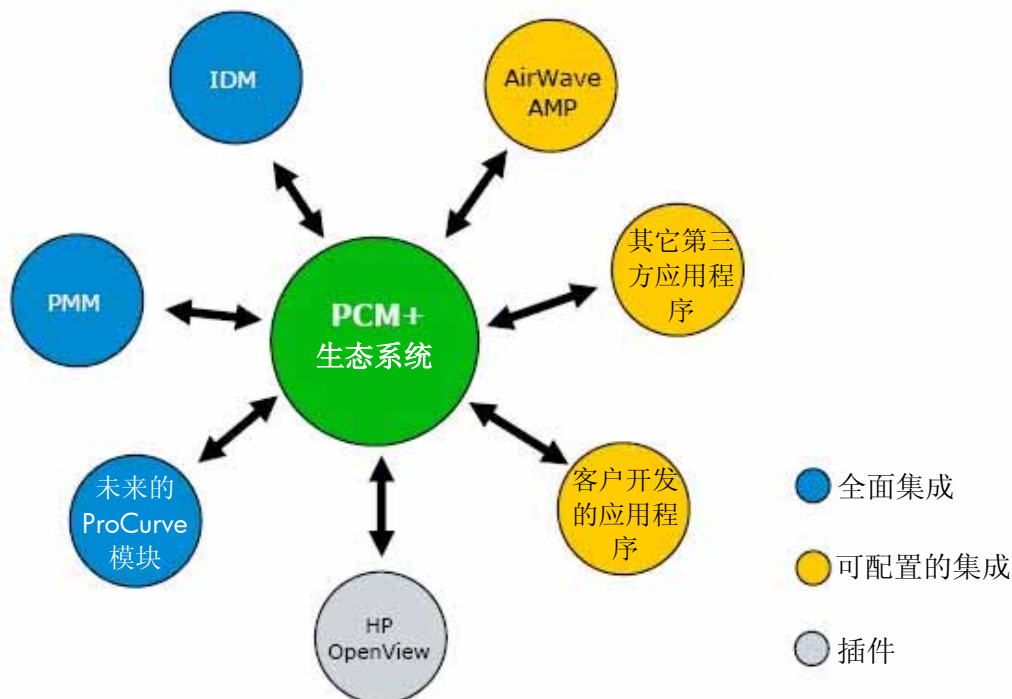 IDM
AirWave
AMP
其它第三
方应用程
序
PMM
PCM+
生态系统
未来的
ProCurve
模块
客户开发
的应用程
序
HP
OpenView
全面集成
可配置的集成
插件